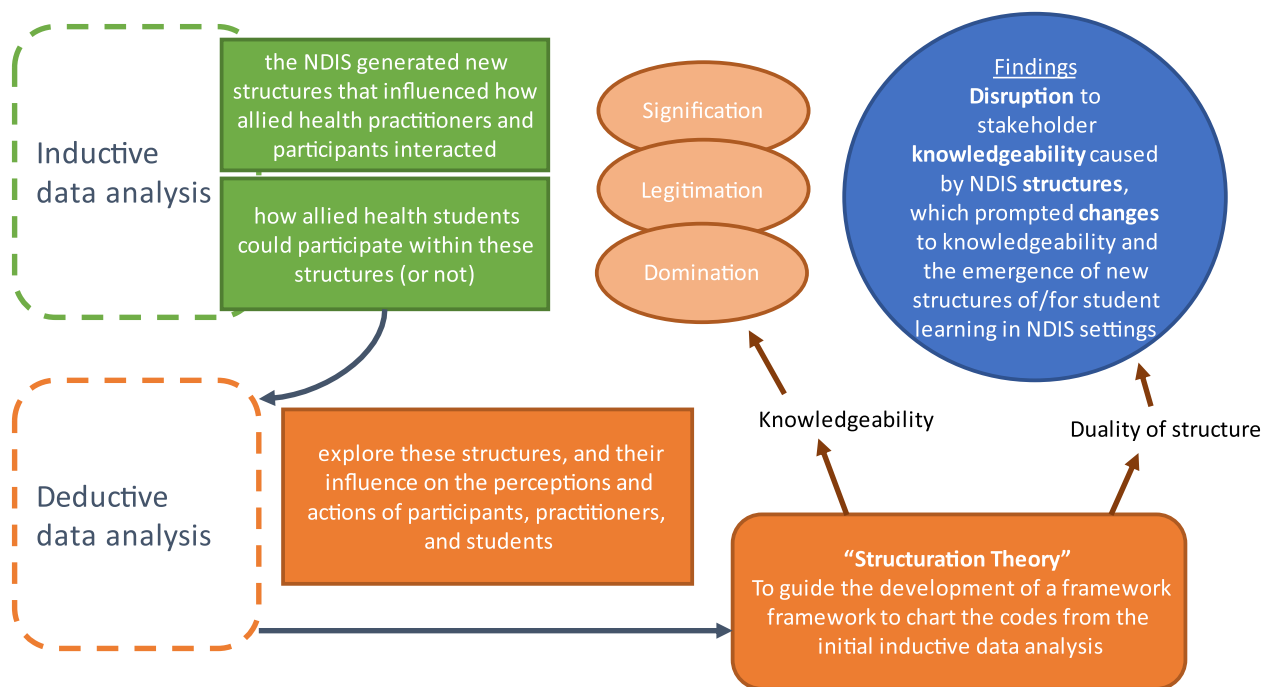 Inductive
data analysis
the NDIS generated new
structures that influenced how
allied health practitioners and
participants interacted
how allied health students
could participate within these
structures (or not)
Signification
Legitimation
Domination
Findings
Disruption to
stakeholder
knowledgeability caused
by NDIS structures,
which prompted changes
to knowledgeability and
the emergence of new
structures of/for student
learning in NDIS settings
Knowledgeability
Duality of structure
Deductive
data analysis
explore these structures, and their
influence on the perceptions and
actions of participants, practitioners,
and students
“Structuration Theory”
To guide the development of a framework
framework to chart the codes from the
initial inductive data analysis